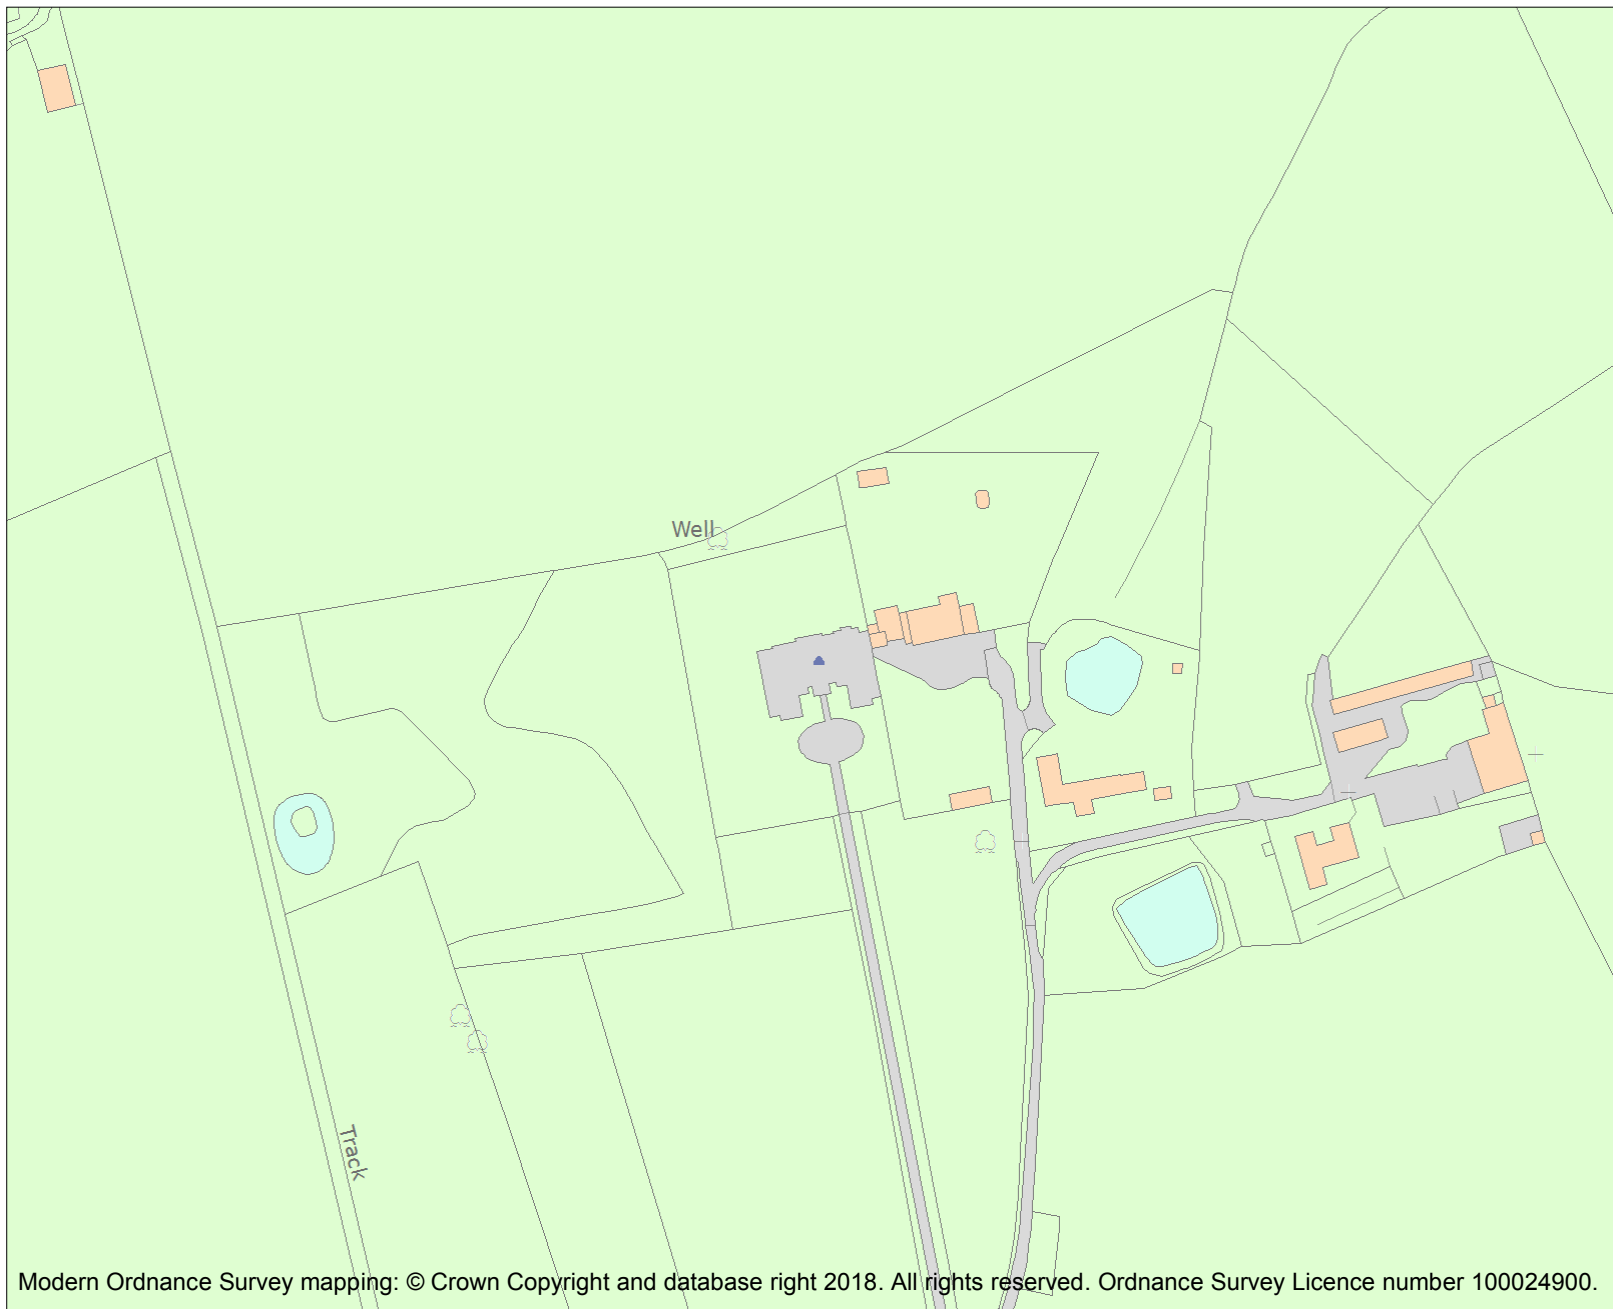 Well
Track
Modern Ordnance Survey mapping: © Crown Copyright and database right 2018. All rights reserved. Ordnance Survey Licence number 100024900.